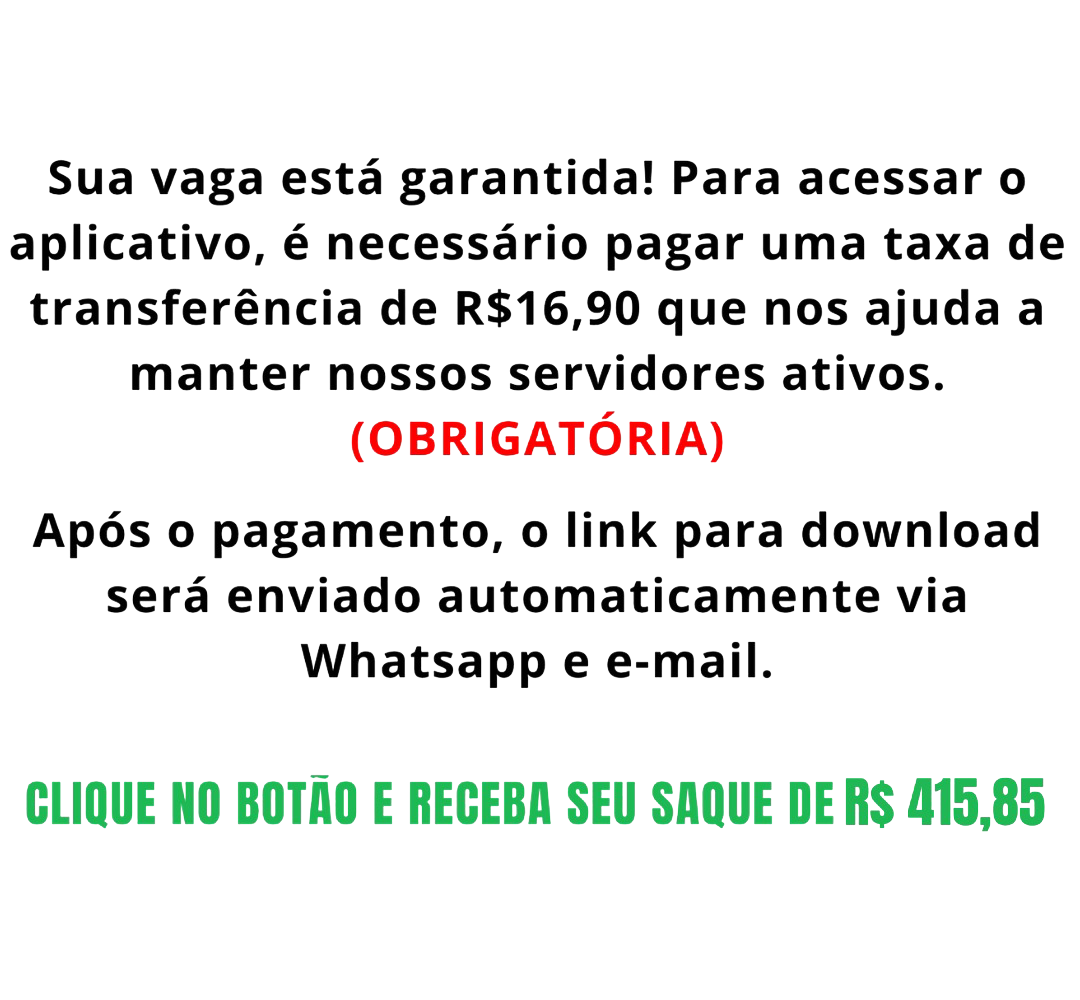 Sua vaga está garantida! Para acessar o
aplicativo, é necessário pagar uma taxa de
transferência de R$16,90 que nos ajuda a
manter nossos servidores ativos.
(OBRIGATÓRIA)
Após o pagamento, o link para download
será enviado automaticamente via
Whatsapp e e-mail.
CLIQUE NO BOTÃO E RECEBA SEU SAQUE DE R$ 415,85